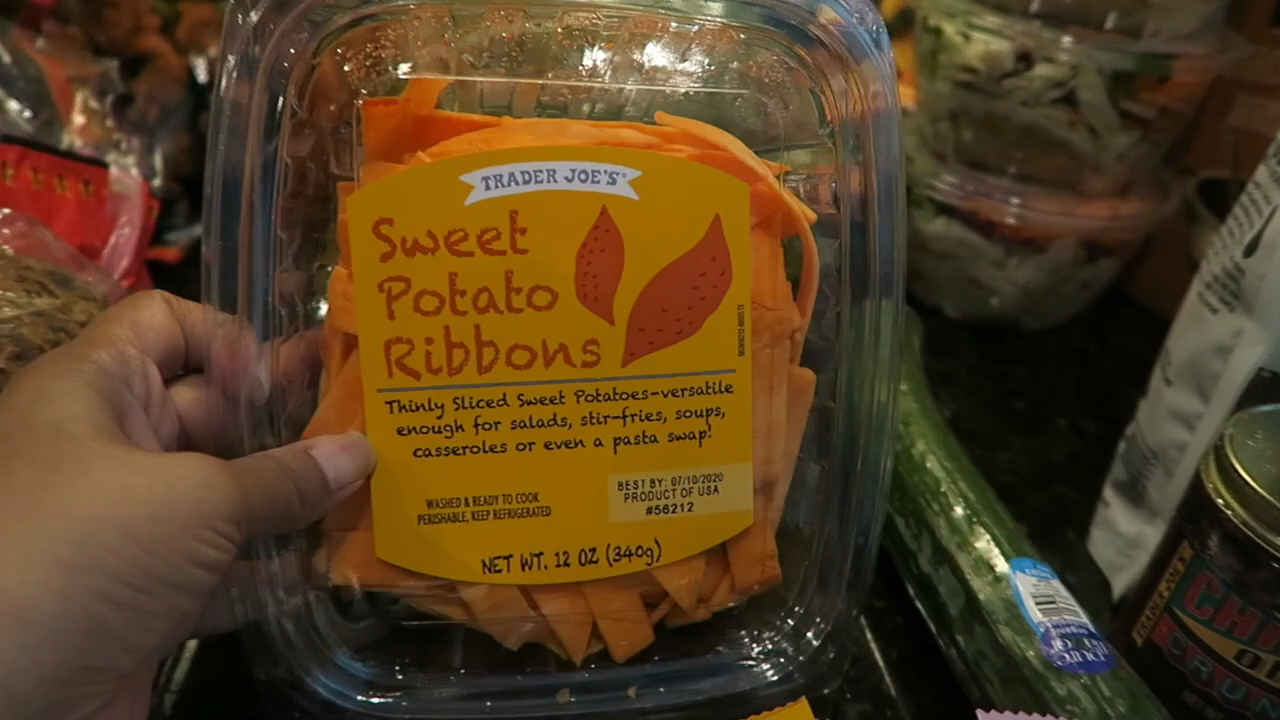 TRADER JOE'S®
Sweet
Potato
Ribbons
Thinly Sliced Sweet Potatoes-versatile
enough for salads, stir-fries, soups,
casseroles or even a pasta swap!
WASHED & READY TO COOK
PERISHABLE, KEEP REFRIGERATED
BEST BY: 07/10/2020
PRODUCT OF USA
#56212
NET WT. 12 OZ (340g)
TRADER JOE'S